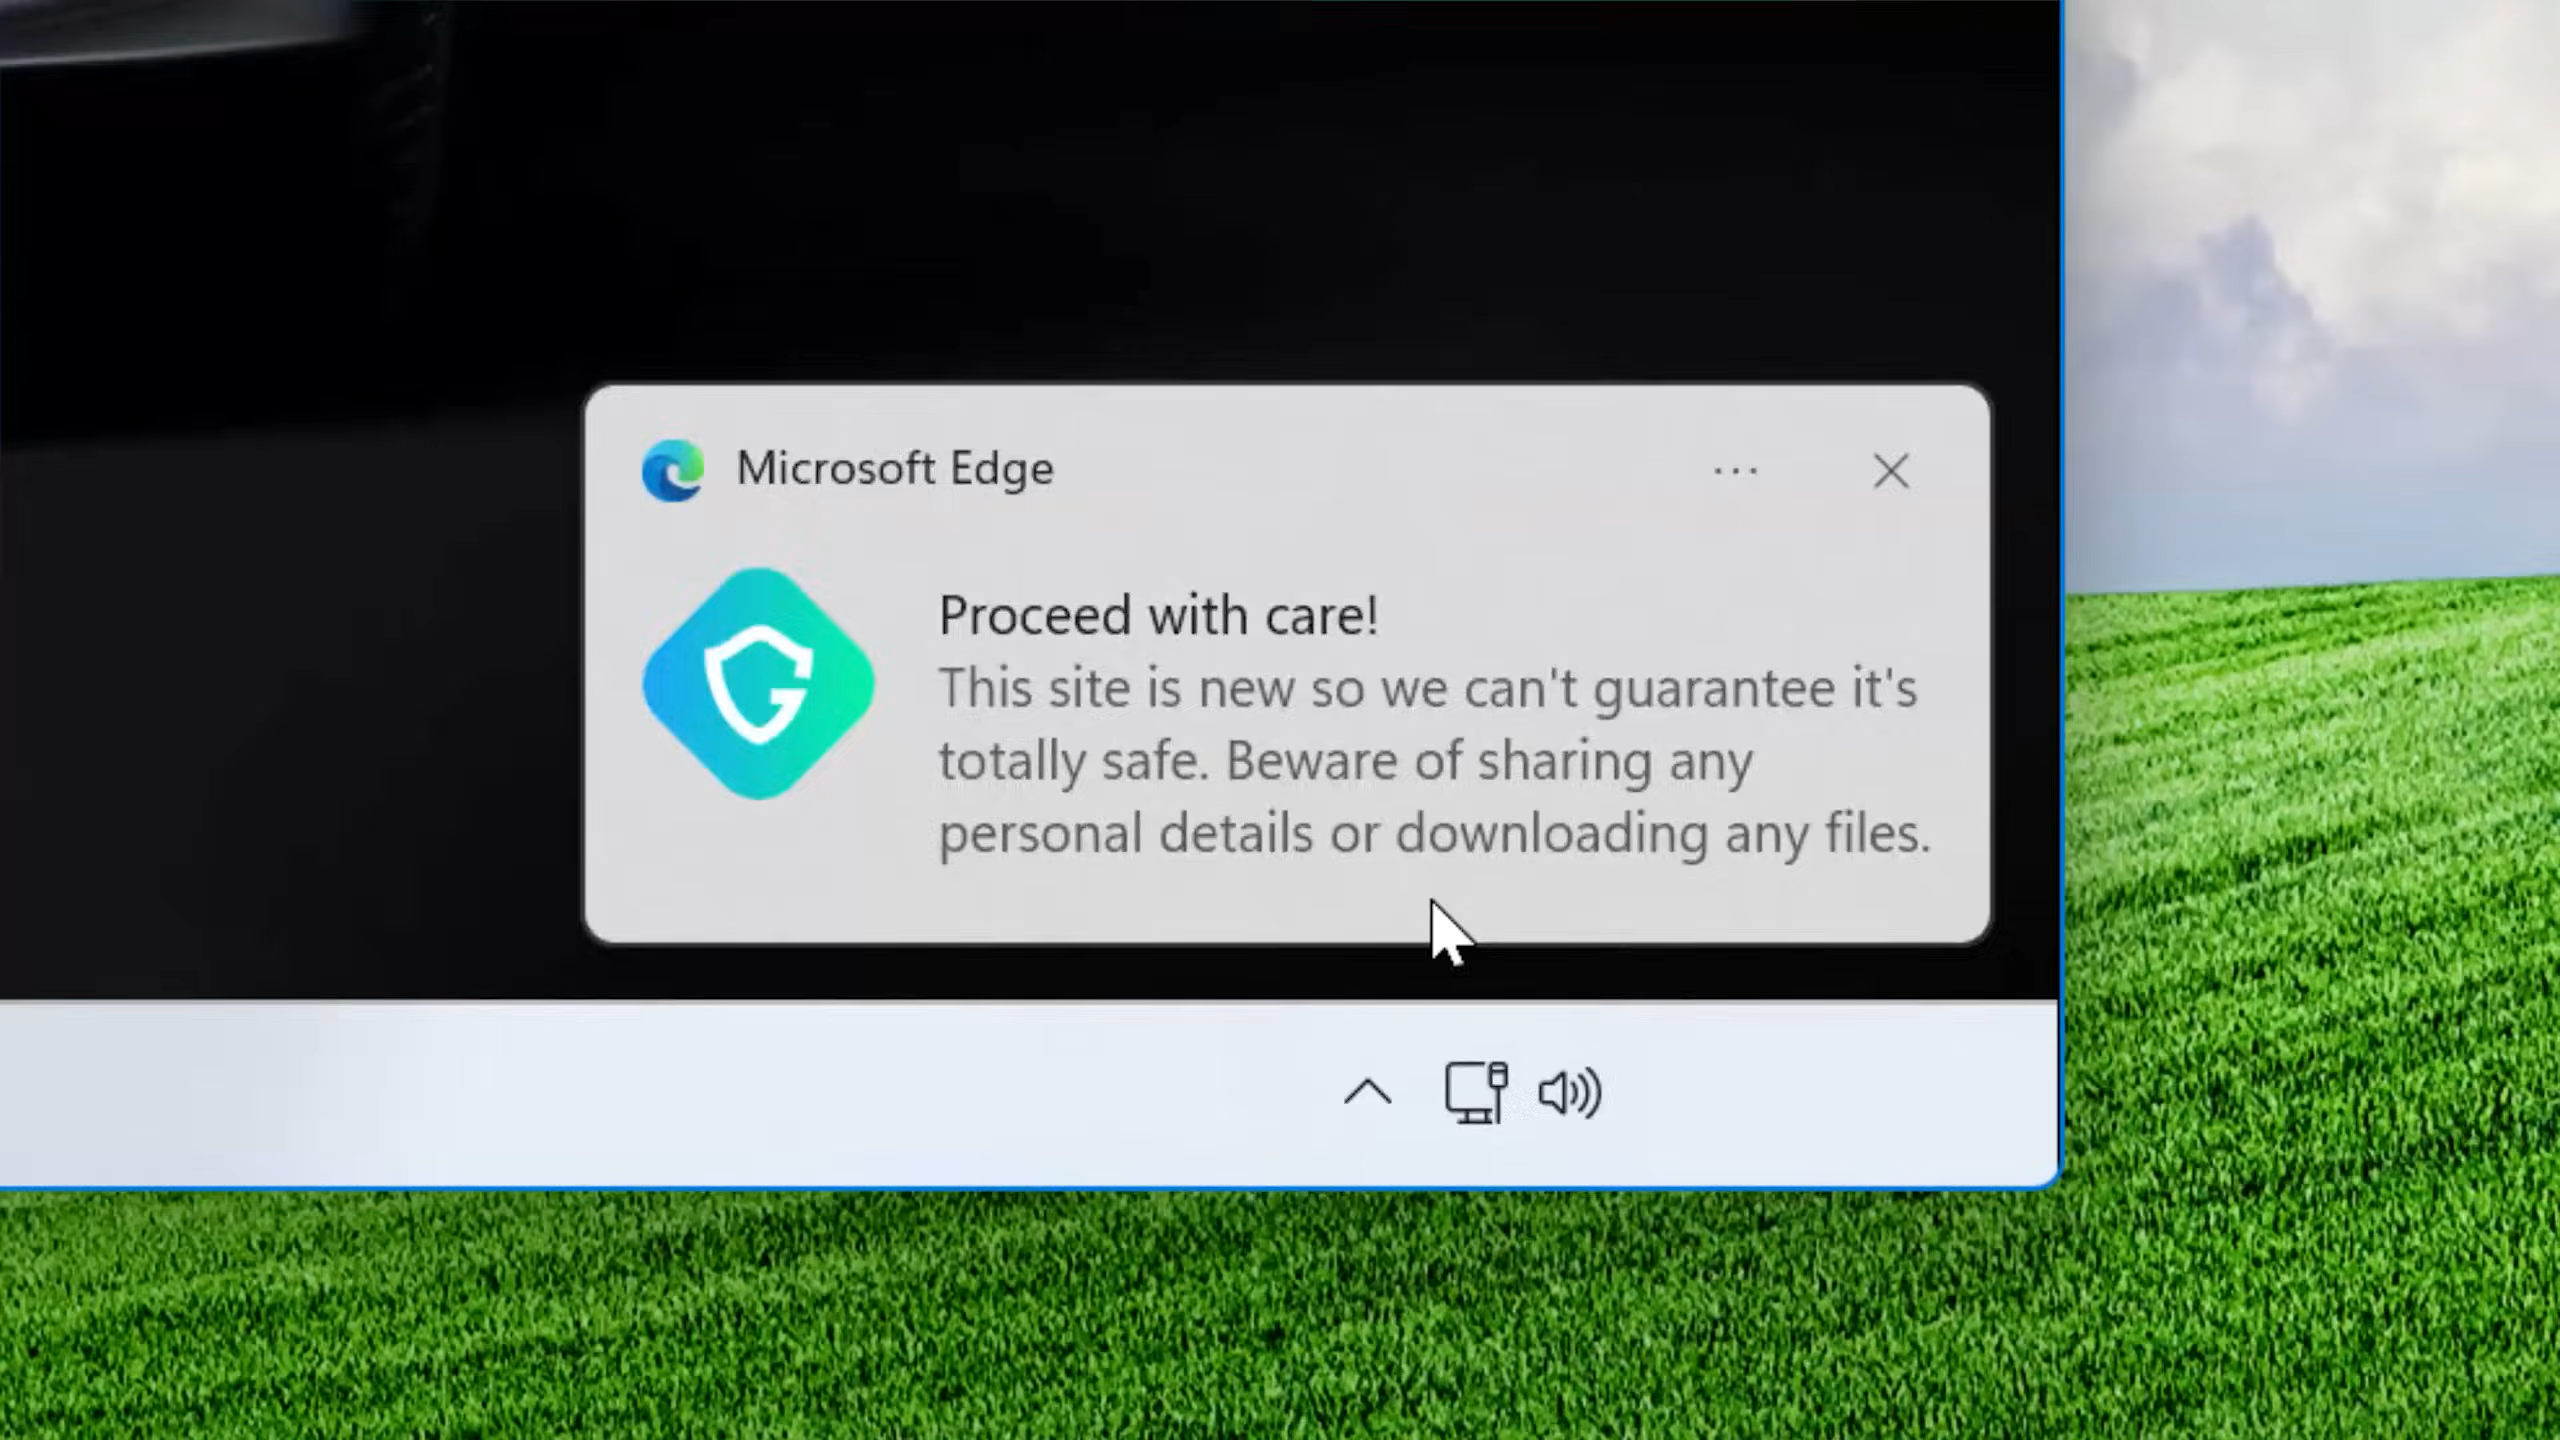 Microsoft Edge
Proceed with care!
This site is new so we can't guarantee it's
totally safe. Beware of sharing any
personal details or downloading any files.